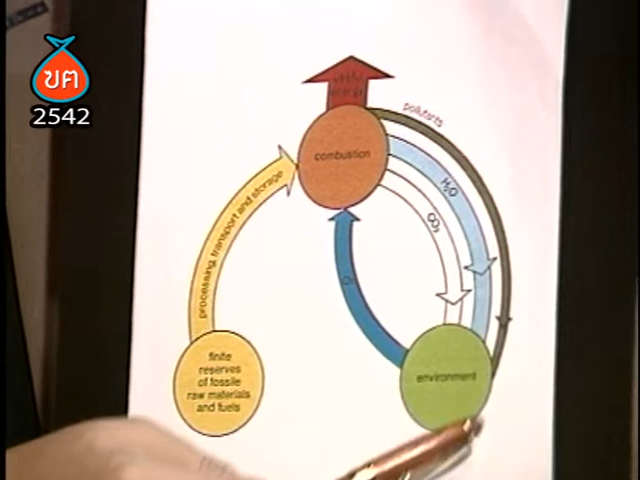 ขฅ
2542
pollutants
combustion
H₂O
CO₂
processing, transport and storage
O₂
finite
reserves
of fossile
raw materials
and fuels
environment